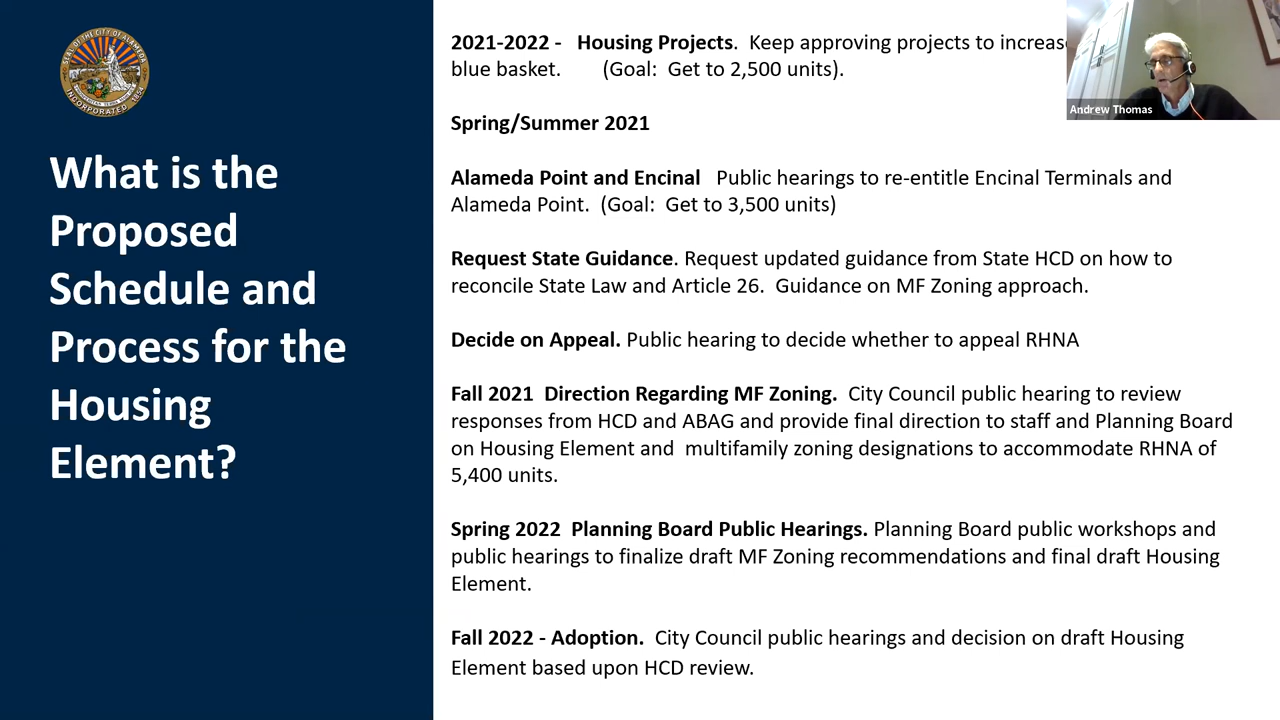 SEAL OF THE CITY OF ALAMEDA
INCORPORATED 1854
What is the
Proposed
Schedule and
Process for the
Housing
Element?
2021-2022 - Housing Projects. Keep approving projects to increase
blue basket. (Goal: Get to 2,500 units).
Spring/Summer 2021
Alameda Point and Encinal Public hearings to re-entitle Encinal Terminals and
Alameda Point. (Goal: Get to 3,500 units)
Request State Guidance. Request updated guidance from State HCD on how to
reconcile State Law and Article 26. Guidance on MF Zoning approach.
Decide on Appeal. Public hearing to decide whether to appeal RHNA
Fall 2021 Direction Regarding MF Zoning. City Council public hearing to review
responses from HCD and ABAG and provide final direction to staff and Planning Board
on Housing Element and multifamily zoning designations to accommodate RHNA of
5,400 units.
Spring 2022 Planning Board Public Hearings. Planning Board public workshops and
public hearings to finalize draft MF Zoning recommendations and final draft Housing
Element.
Fall 2022 - Adoption. City Council public hearings and decision on draft Housing
Element based upon HCD review.
Andrew Thomas